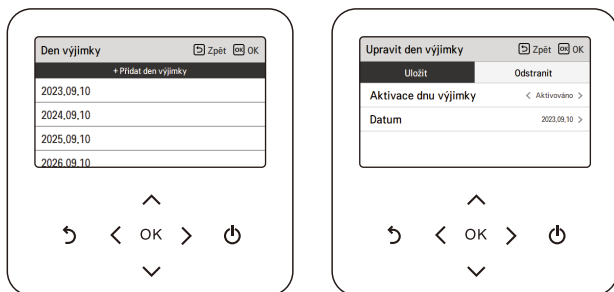 Den výjimky Zpět OK OK
+ Přidat den výjimky
2023,09,10
2024,09,10
2025,09,10
2026,09,10
OK
Upravit den výjimky Zpět OK OK
Uložit Odstranit
Aktivace dnu výjimky < Aktivováno >
Datum 2023,09,10 >
OK